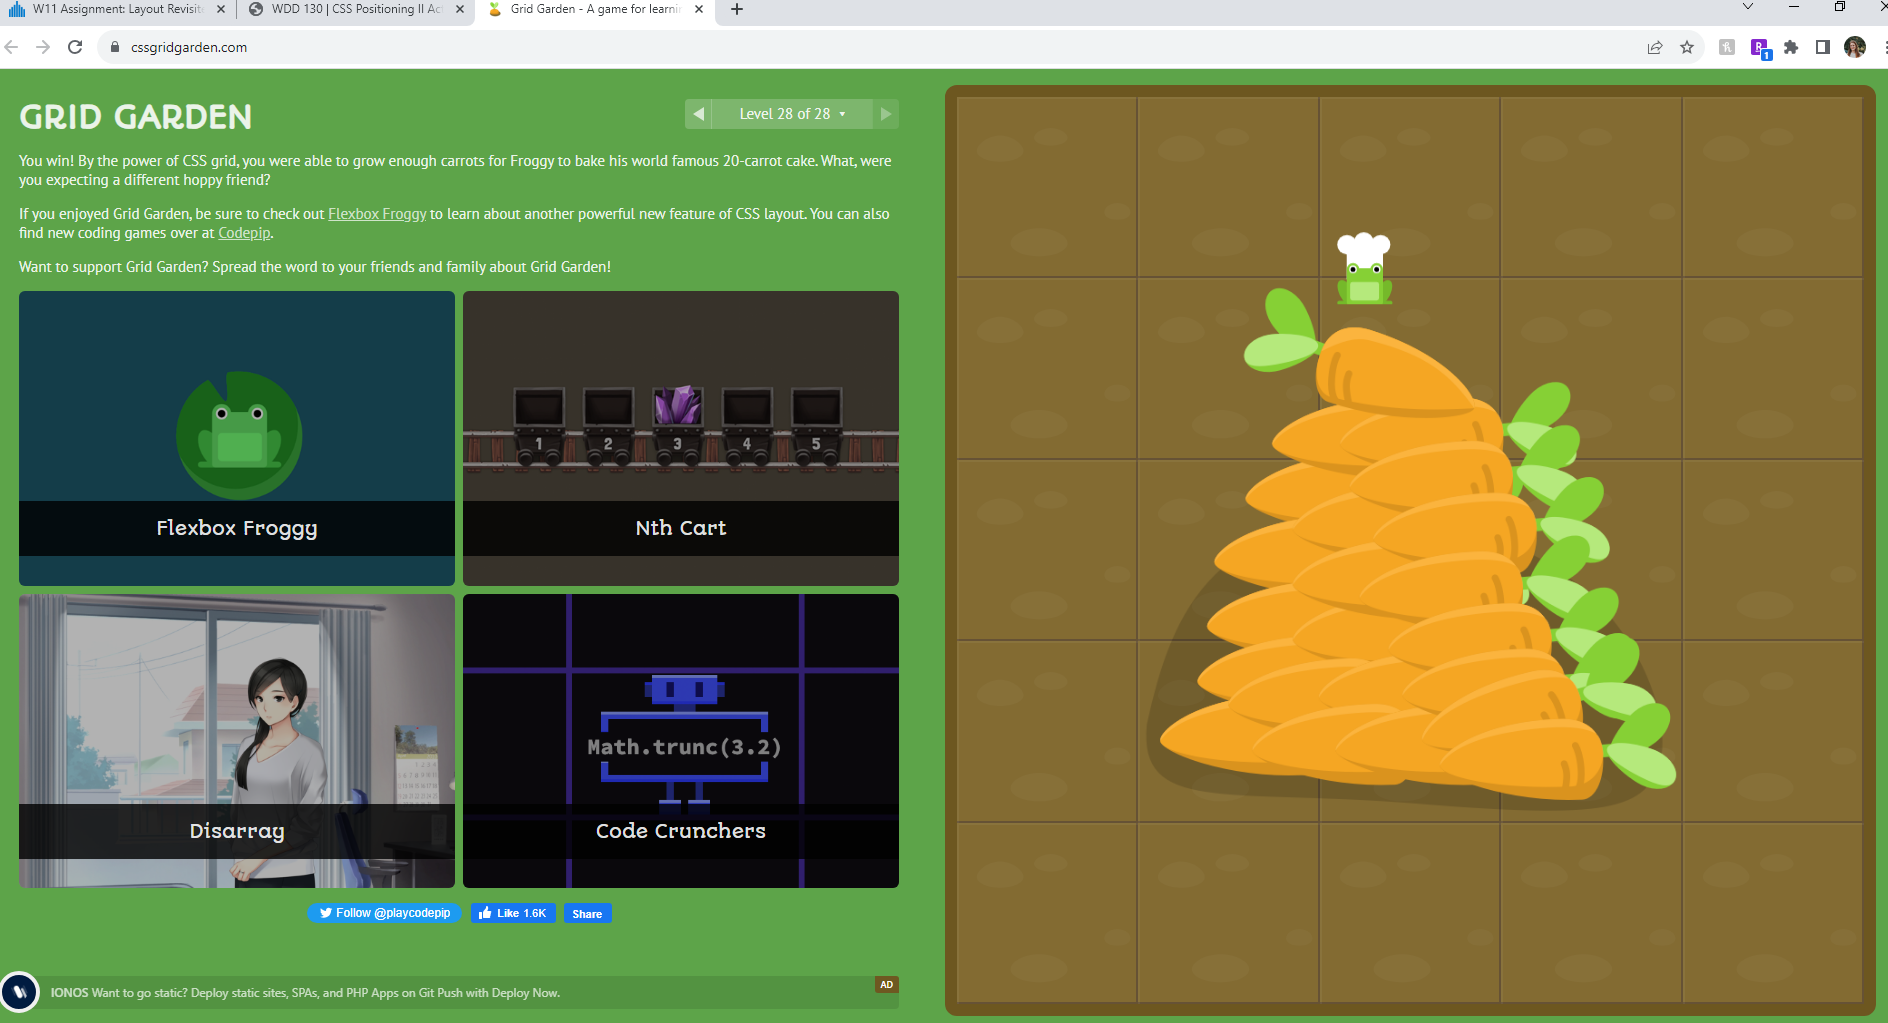 W11 Assignment: Layout Revisite
WDD 130 | CSS Positioning II Act
Grid Garden - A game for learnin
cssgridgarden.com
1
GRID GARDEN
Level 28 of 28
You win! By the power of CSS grid, you were able to grow enough carrots for Froggy to bake his world famous 20-carrot cake. What, were
you expecting a different hoppy friend?
If you enjoyed Grid Garden, be sure to check out Flexbox Froggy to learn about another powerful new feature of CSS layout. You can also
find new coding games over at Codepip.
Want to support Grid Garden? Spread the word to your friends and family about Grid Garden!
1 2 3 4 5
Flexbox Froggy
Nth Cart
Math.trunc(3.2)
Disarray
Code Crunchers
Follow @playcodepip
Like 1.6K
Share
IONOS Want to go static? Deploy static sites, SPAs, and PHP Apps on Git Push with Deploy Now.
AD